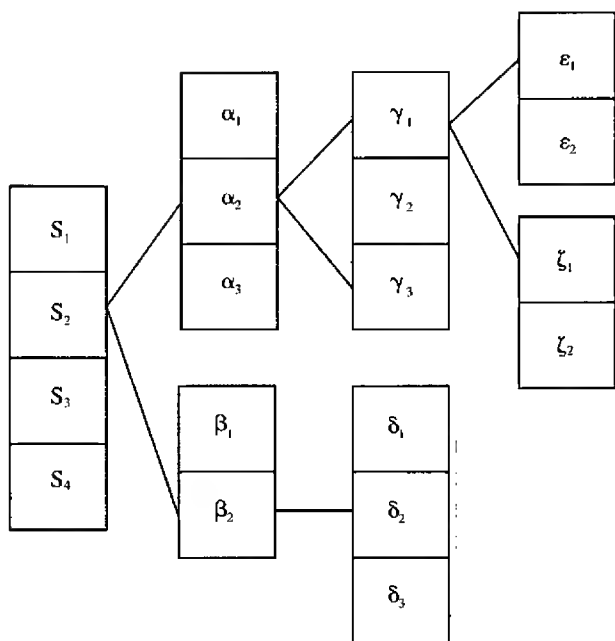 S₁
S₂
S₃
S₄
α₁
α₂
α₃
β₁
β₂
γ₁
γ₂
γ₃
δ₁
δ₂
δ₃
ε₁
ε₂
ζ₁
ζ₂